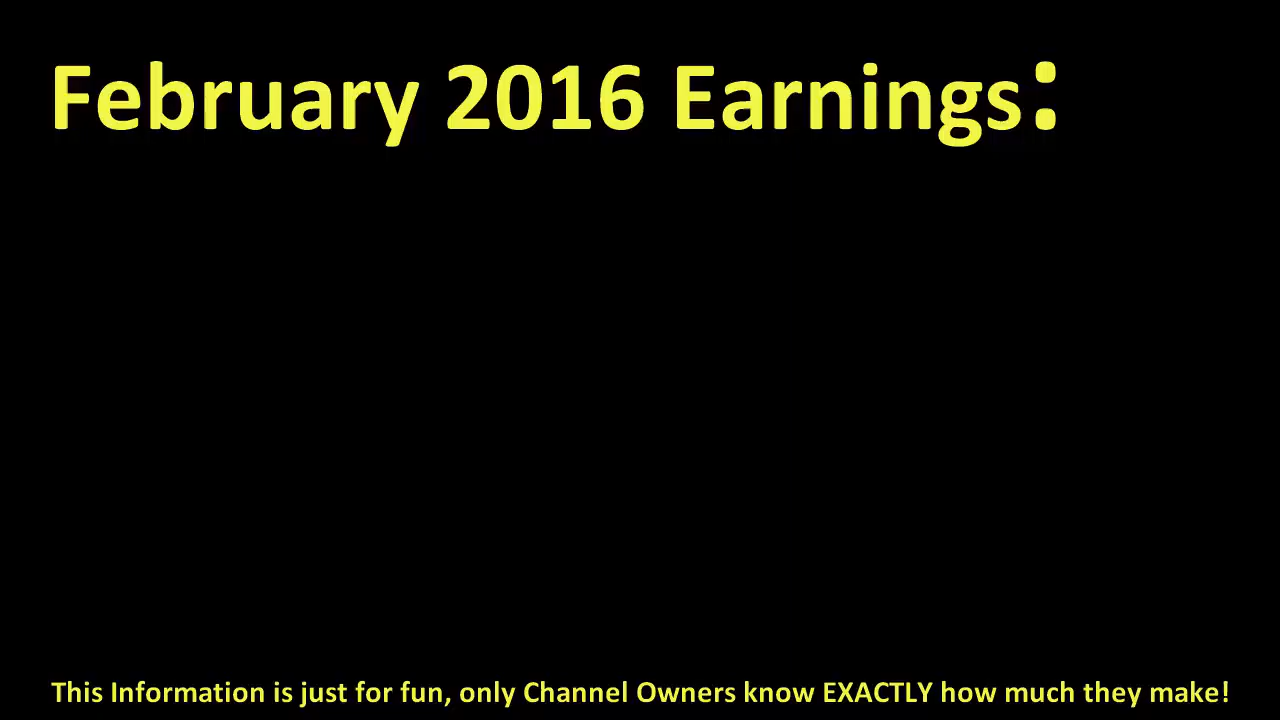 February 2016 Earnings:
This Information is just for fun, only Channel Owners know EXACTLY how much they make!